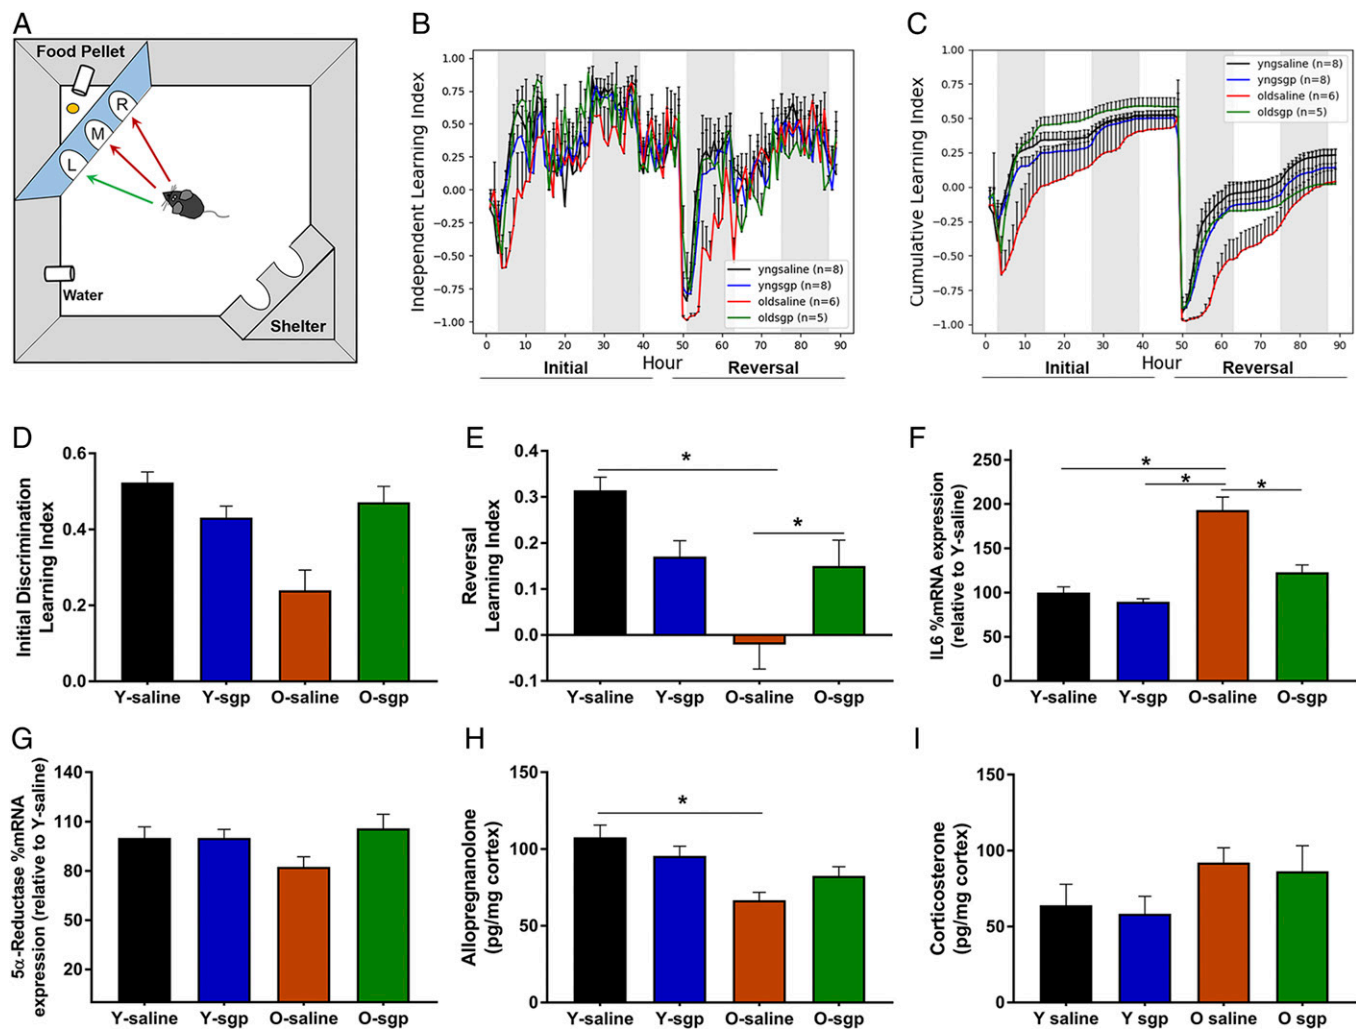 A
Food Pellet
R
M
L
Water
Shelter
B
Independent Learning Index
1.00
0.75
0.50
0.25
0.00
−0.25
−0.50
−0.75
−1.00
yngsaline (n=8)
yngsgp (n=8)
oldsaline (n=6)
oldsgp (n=5)
0 10 20 30 40 50 60 70 80 90
Hour
Initial Reversal
C
Cumulative Learning Index
1.00
0.75
0.50
0.25
0.00
−0.25
−0.50
−0.75
−1.00
yngsaline (n=8)
yngsgp (n=8)
oldsaline (n=6)
oldsgp (n=5)
0 10 20 30 40 50 60 70 80 90
Hour
Initial Reversal
D
Initial Discrimination
Learning Index
0.6
0.4
0.2
0.0
Y-saline Y-sgp O-saline O-sgp
E
Reversal
Learning Index
0.4
0.3
0.2
0.1
0.0
-0.1
*
*
Y-saline Y-sgp O-saline O-sgp
F
IL6 %mRNA expression
(relative to Y-saline)
250
200
150
100
50
0
*
*
*
Y-saline Y-sgp O-saline O-sgp
G
5α-Reductase %mRNA
expression (relative to Y-saline)
140
110
80
50
20
Y-saline Y-sgp O-saline O-sgp
H
Allopregnanolone
(pg/mg cortex)
150
100
50
0
*
Y-saline Y-sgp O-saline O-sgp
I
Corticosterone
(pg/mg cortex)
150
100
50
0
Y saline Y sgp O saline O sgp